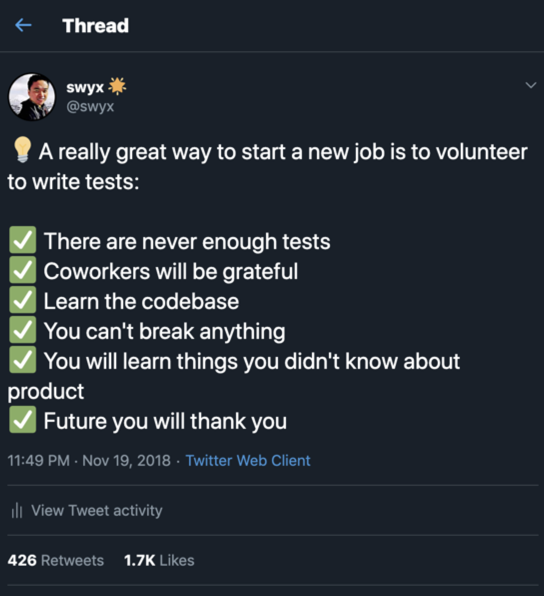 Thread
swyx 🌟
@swyx
💡 A really great way to start a new job is to volunteer
to write tests:
✅ There are never enough tests
✅ Coworkers will be grateful
✅ Learn the codebase
✅ You can't break anything
✅ You will learn things you didn't know about
product
✅ Future you will thank you
11:49 PM · Nov 19, 2018 · Twitter Web Client
View Tweet activity
426 Retweets 1.7K Likes